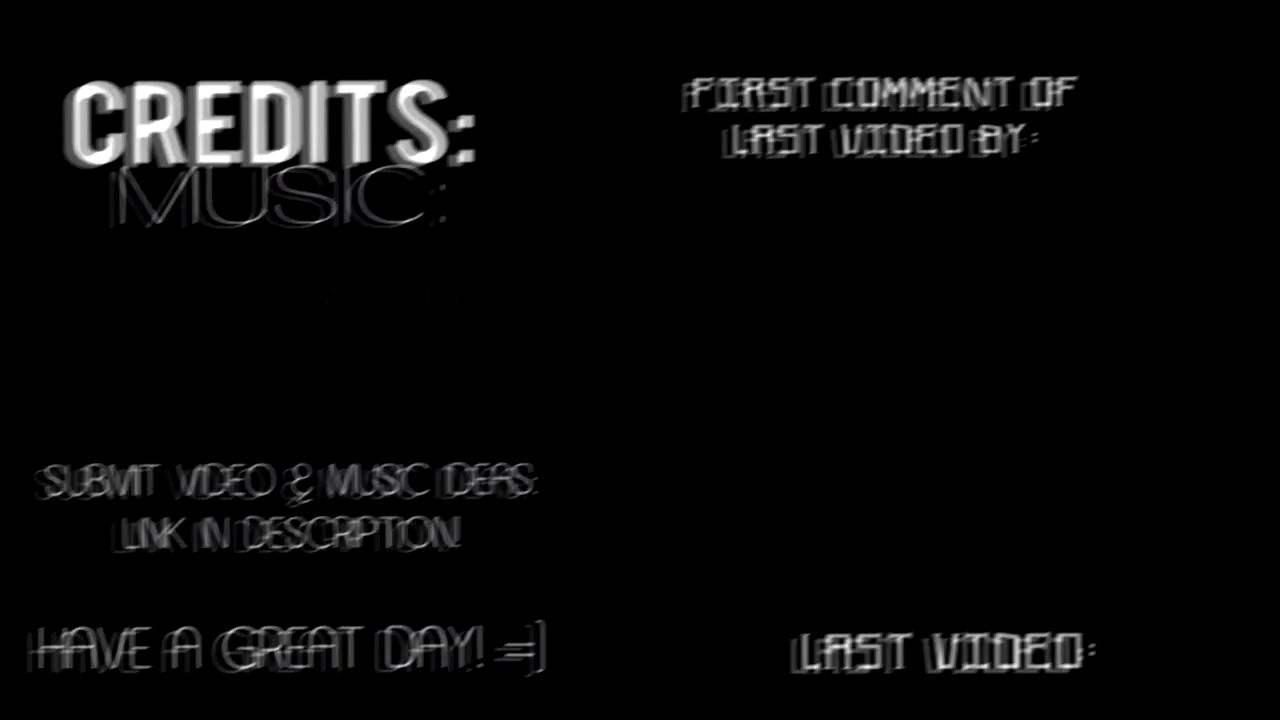 CREDITS:
MUSIC:
SUBMIT VIDEO & MUSIC IDEAS:
LINK IN DESCRIPTION!
HAVE A GREAT DAY! =]
FIRST COMMENT OF
LAST VIDEO BY:
LAST VIDEO: